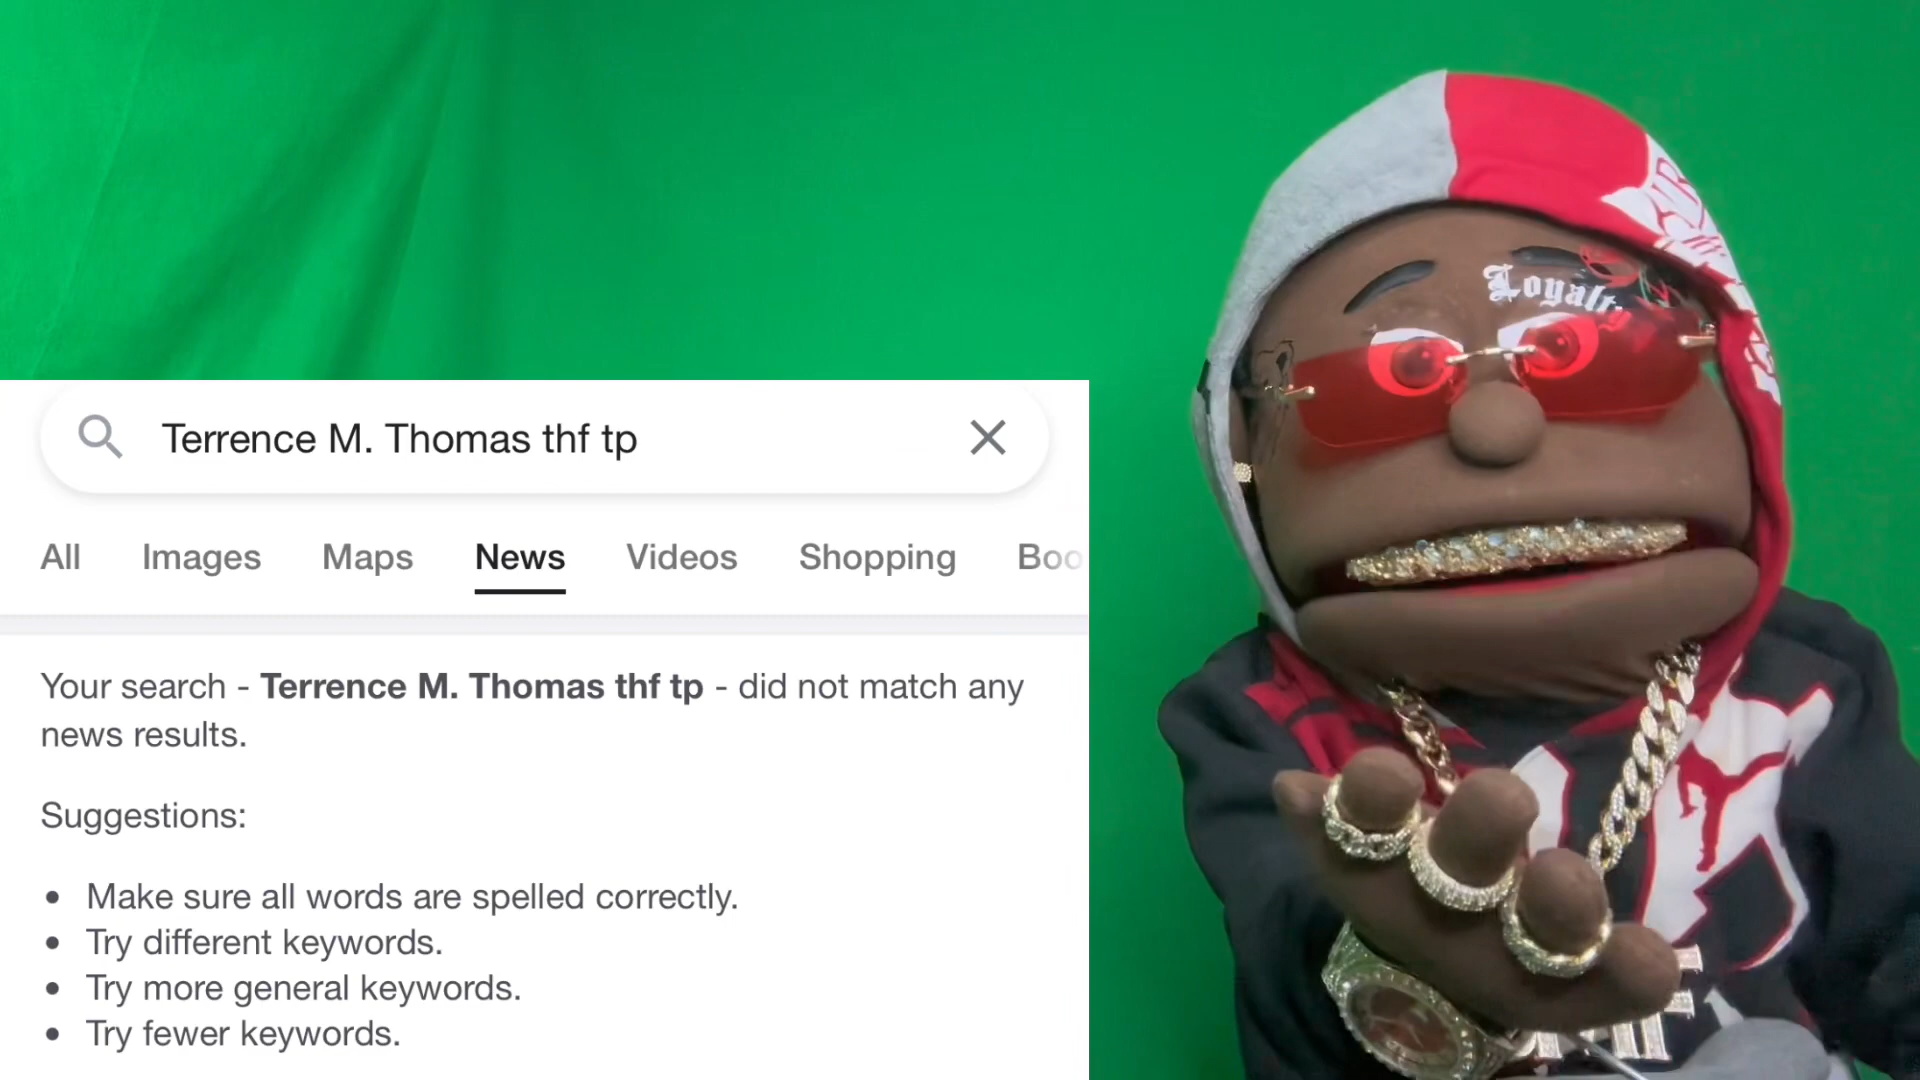 Terrence M. Thomas thf tp
All Images Maps News Videos Shopping Boo
Your search - Terrence M. Thomas thf tp - did not match any
news results.
Suggestions:
• Make sure all words are spelled correctly.
• Try different keywords.
• Try more general keywords.
• Try fewer keywords.
Loyalt